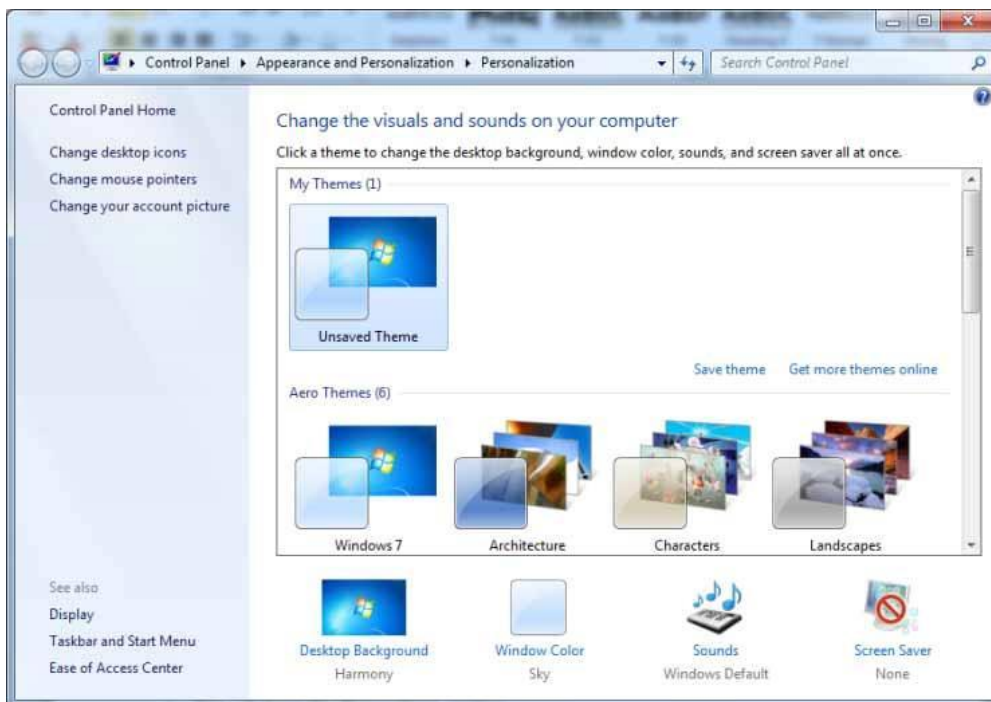 Control Panel Appearance and Personalization Personalization
Search Control Panel
Control Panel Home
Change desktop icons
Change mouse pointers
Change your account picture
See also
Display
Taskbar and Start Menu
Ease of Access Center
Change the visuals and sounds on your computer
Click a theme to change the desktop background, window color, sounds, and screen saver all at once.
My Themes (1)
Unsaved Theme
Save theme Get more themes online
Aero Themes (6)
Windows 7 Architecture Characters Landscapes
Desktop Background Window Color Sounds Screen Saver
Harmony Sky Windows Default None